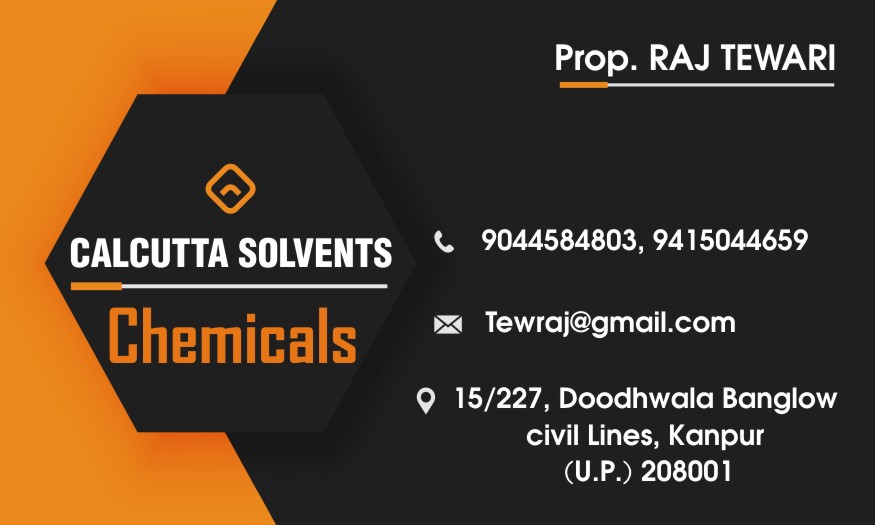 Prop. RAJ TEWARI
CALCUTTA SOLVENTS
Chemicals
9044584803, 9415044659
Tewraj@gmail.com
15/227, Doodhwala Banglow
civil Lines, Kanpur
(U.P.) 208001